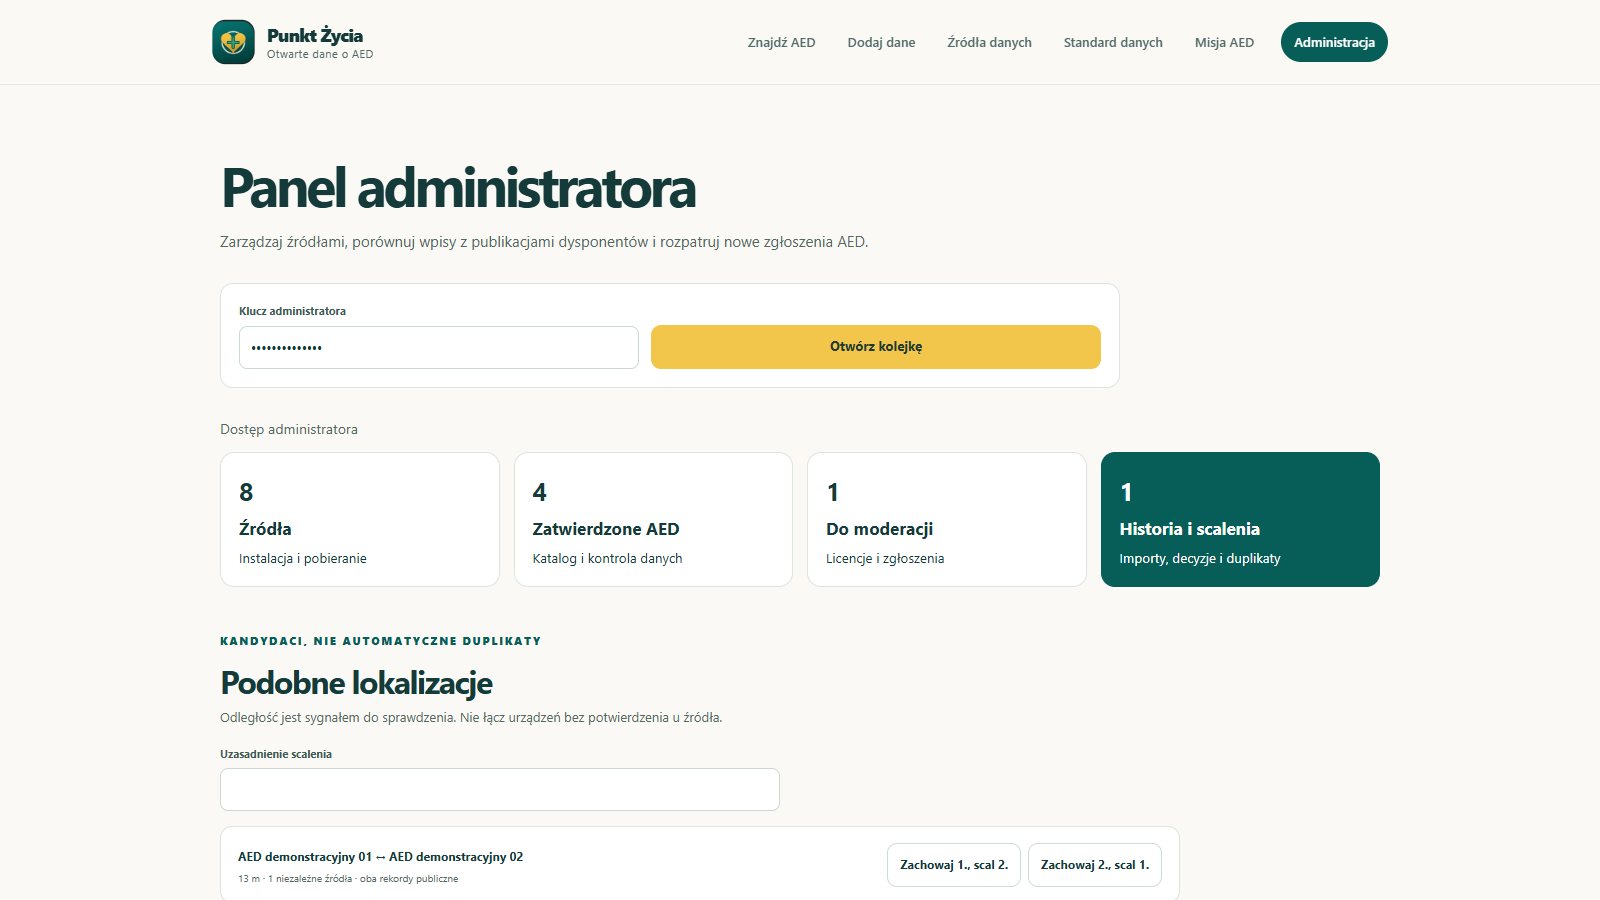 Punkt Życia
Otwarte dane o AED
Znajdź AED
Dodaj dane
Źródła danych
Standard danych
Misja AED
Administracja
Panel administratora
Zarządzaj źródłami, porównuj wpisy z publikacjami dysponentów i rozpatruj nowe zgłoszenia AED.
Klucz administratora
••••••••••••••
Otwórz kolejkę
Dostęp administratora
8
Źródła
Instalacja i pobieranie
4
Zatwierdzone AED
Katalog i kontrola danych
1
Do moderacji
Licencje i zgłoszenia
1
Historia i scalenia
Importy, decyzje i duplikaty
KANDYDACI, NIE AUTOMATYCZNE DUPLIKATY
Podobne lokalizacje
Odległość jest sygnałem do sprawdzenia. Nie łącz urządzeń bez potwierdzenia u źródła.
Uzasadnienie scalenia
AED demonstracyjny 01 ↔ AED demonstracyjny 02
13 m · 1 niezależne źródła · oba rekordy publiczne
Zachowaj 1., scal 2.
Zachowaj 2., scal 1.